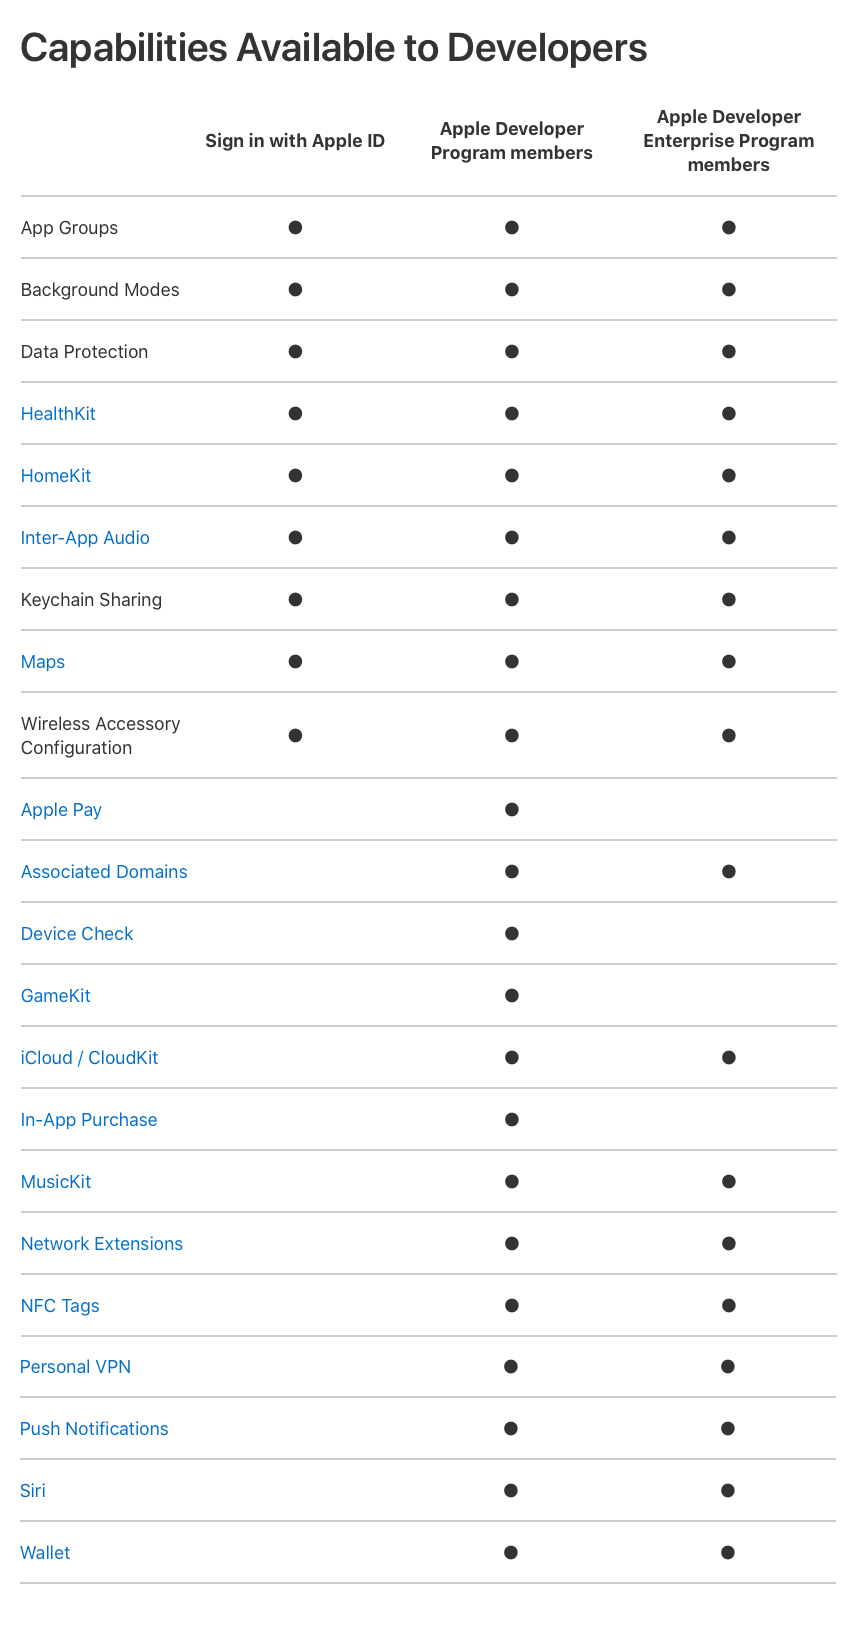 Capabilities Available to Developers
Sign in with Apple ID
Apple Developer
Program members
Apple Developer
Enterprise Program
members
App Groups
Background Modes
Data Protection
HealthKit
HomeKit
Inter-App Audio
Keychain Sharing
Maps
Wireless Accessory
Configuration
Apple Pay
Associated Domains
Device Check
GameKit
iCloud / CloudKit
In-App Purchase
MusicKit
Network Extensions
NFC Tags
Personal VPN
Push Notifications
Siri
Wallet